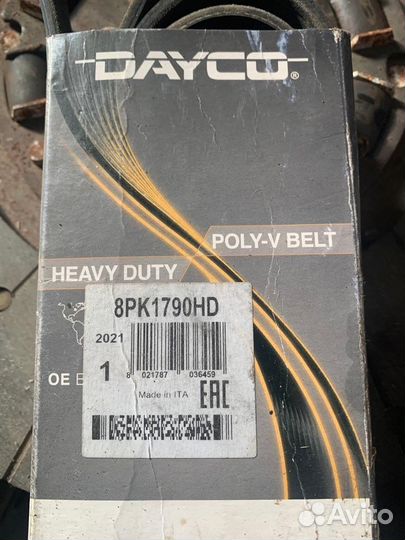 DAYCO®
POLY-V BELT
HEAVY DUTY
8PK1790HD
2021
1
8 021787 036459
OE
Made in ITA
EAC
Avito